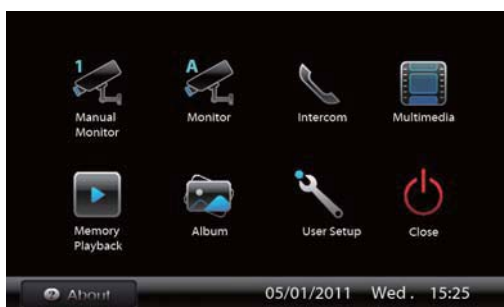 1
A
Manual
Monitor
Monitor
Intercom
Multimedia
Memory
Playback
Album
User Setup
Close
? About
05/01/2011 Wed. 15:25